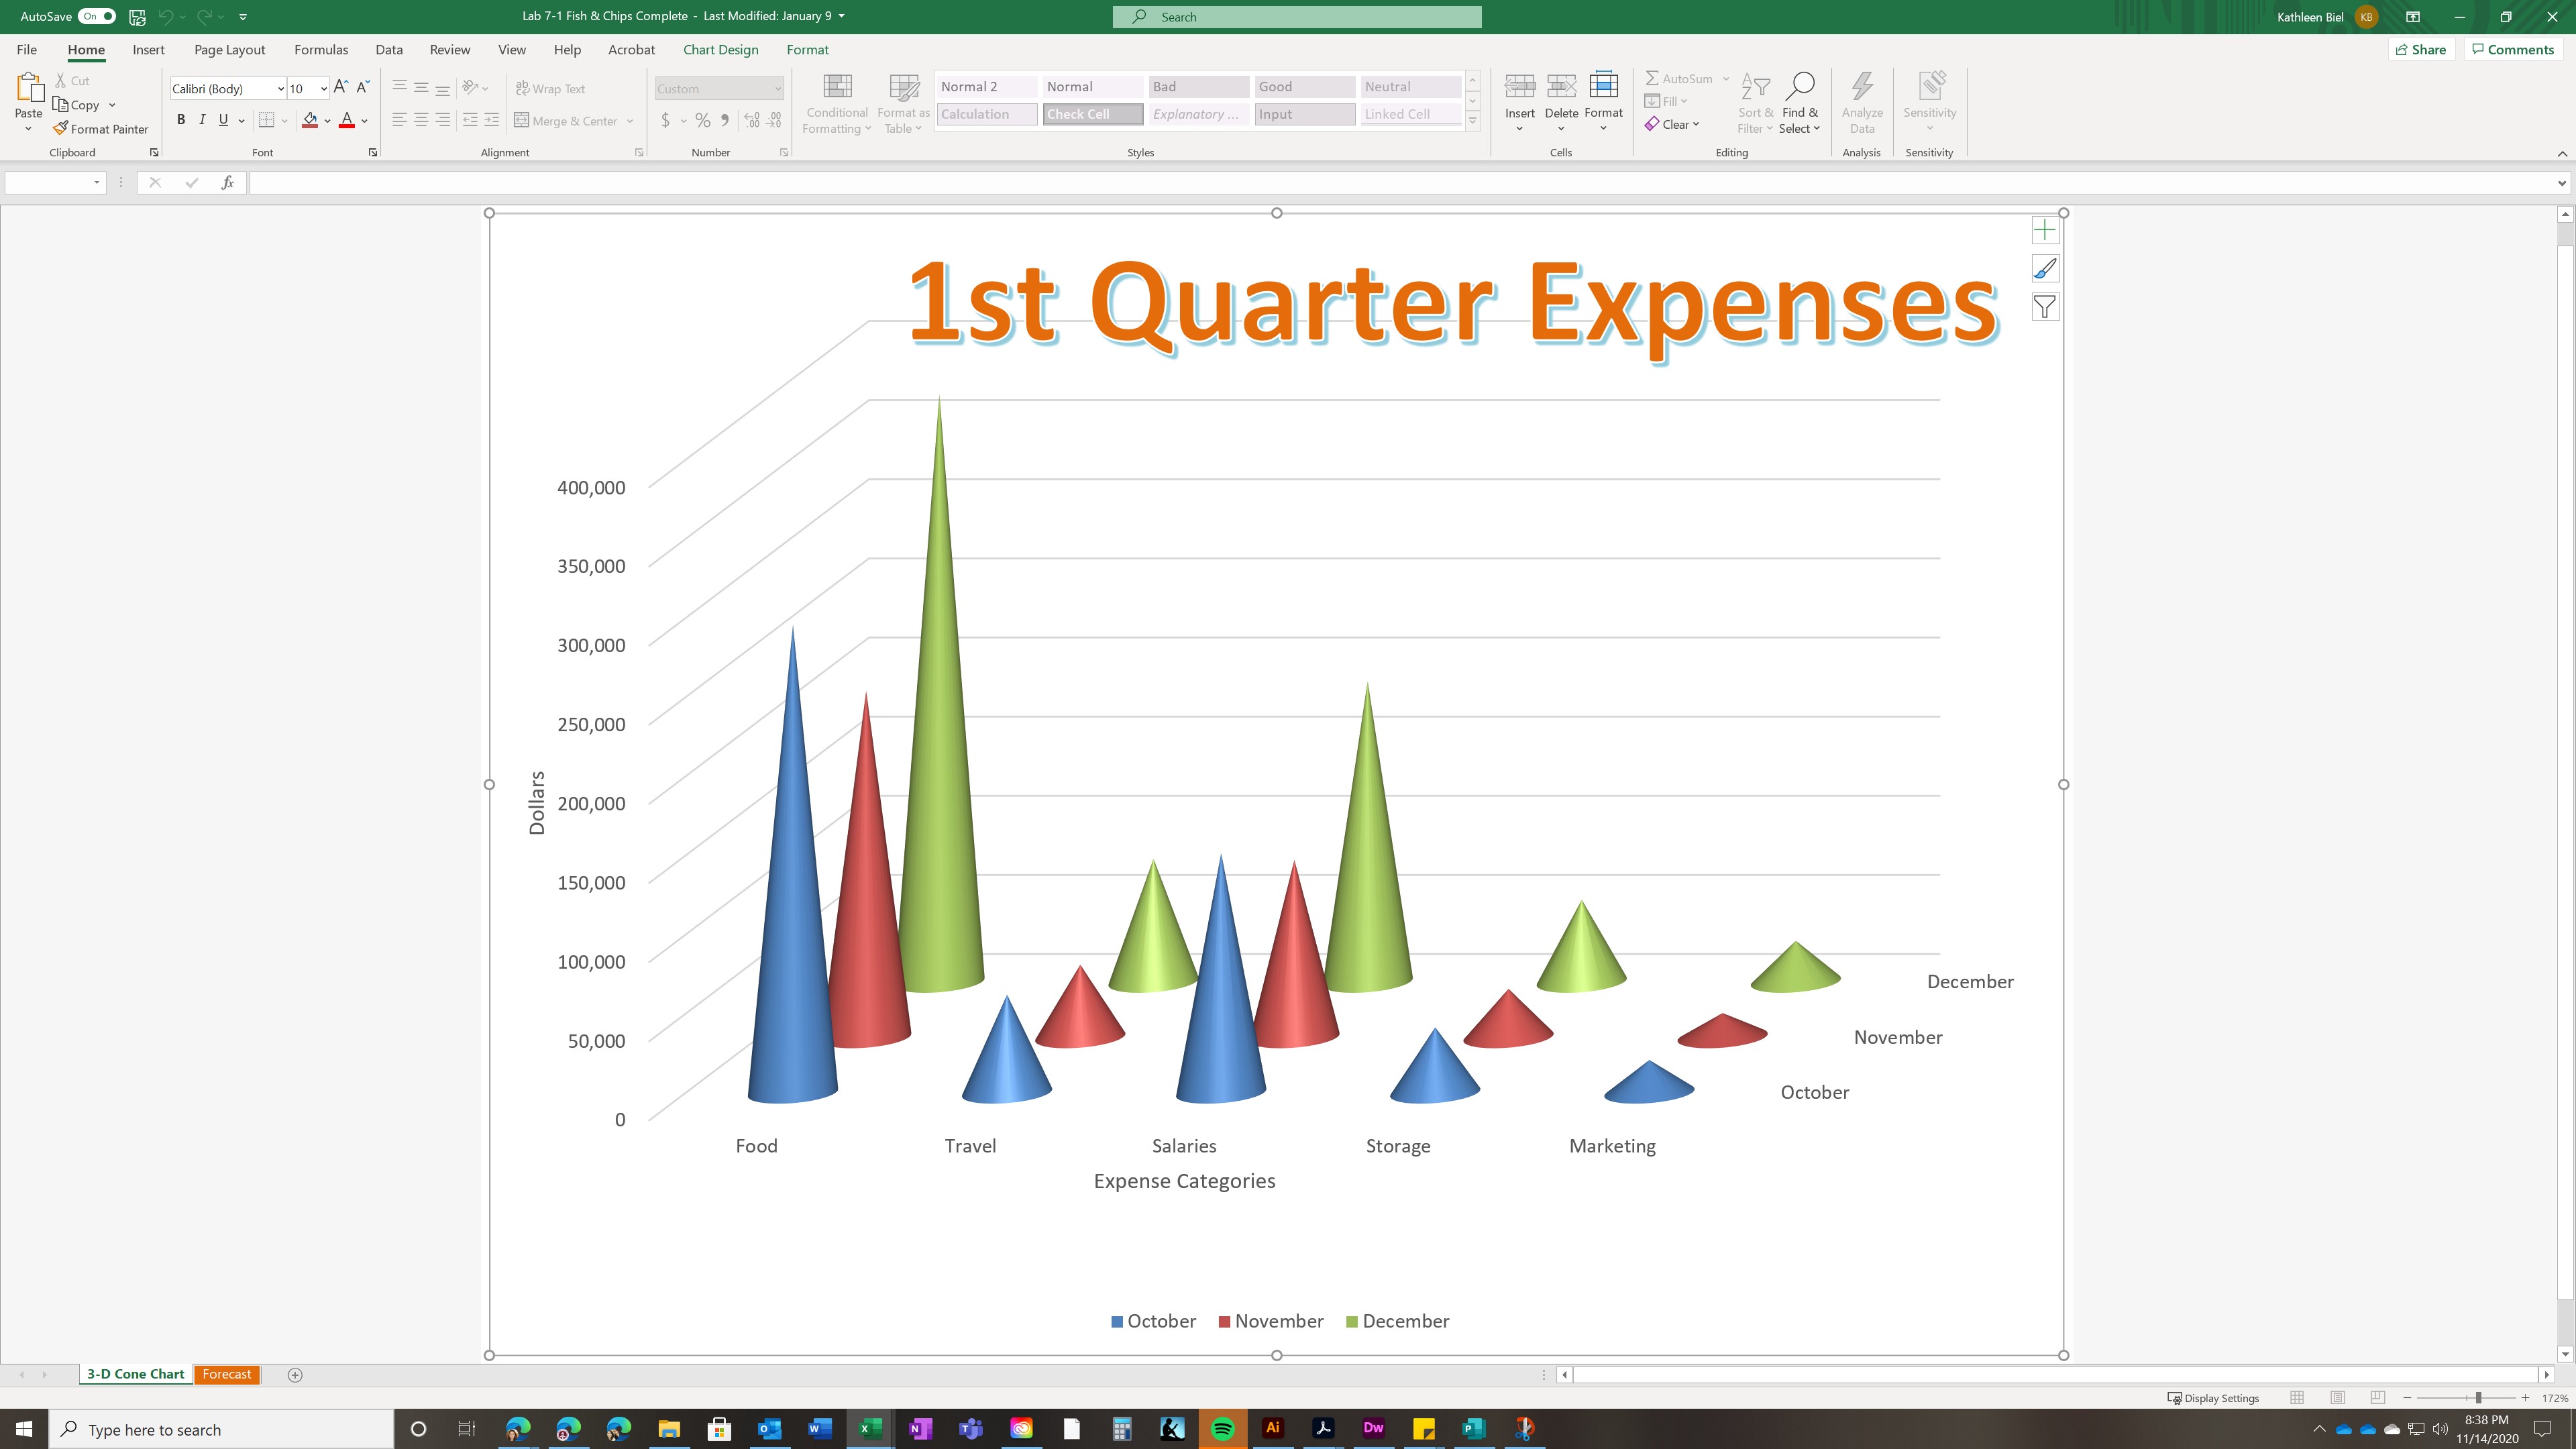 AutoSave On Lab 7-1 Fish & Chips Complete - Last Modified: January 9 Search Kathleen Biel KB
File Home Insert Page Layout Formulas Data Review View Help Acrobat Chart Design Format Share Comments
Cut
Copy
Format Painter
Paste
Clipboard
Calibri (Body) 10
B I U A
Font
ab Wrap Text
Merge & Center
Alignment
Custom
$ % 9 .00
Number
Conditional Formatting
Format as Table
Normal 2 Normal Bad Good Neutral
Calculation Check Cell Explanatory ... Input Linked Cell
Styles
Insert Delete Format
Cells
AutoSum
Fill
Clear
Sort & Filter
Find & Select
Editing
Analyze Data
Analysis
Sensitivity
Sensitivity
fx
1st Quarter Expenses
400,000
350,000
300,000
250,000
200,000
150,000
100,000
50,000
0
Dollars
December
November
October
Food Travel Salaries Storage Marketing
Expense Categories
October November December
3-D Cone Chart Forecast
Display Settings 172%
Type here to search
Ai Dw
8:38 PM
11/14/2020